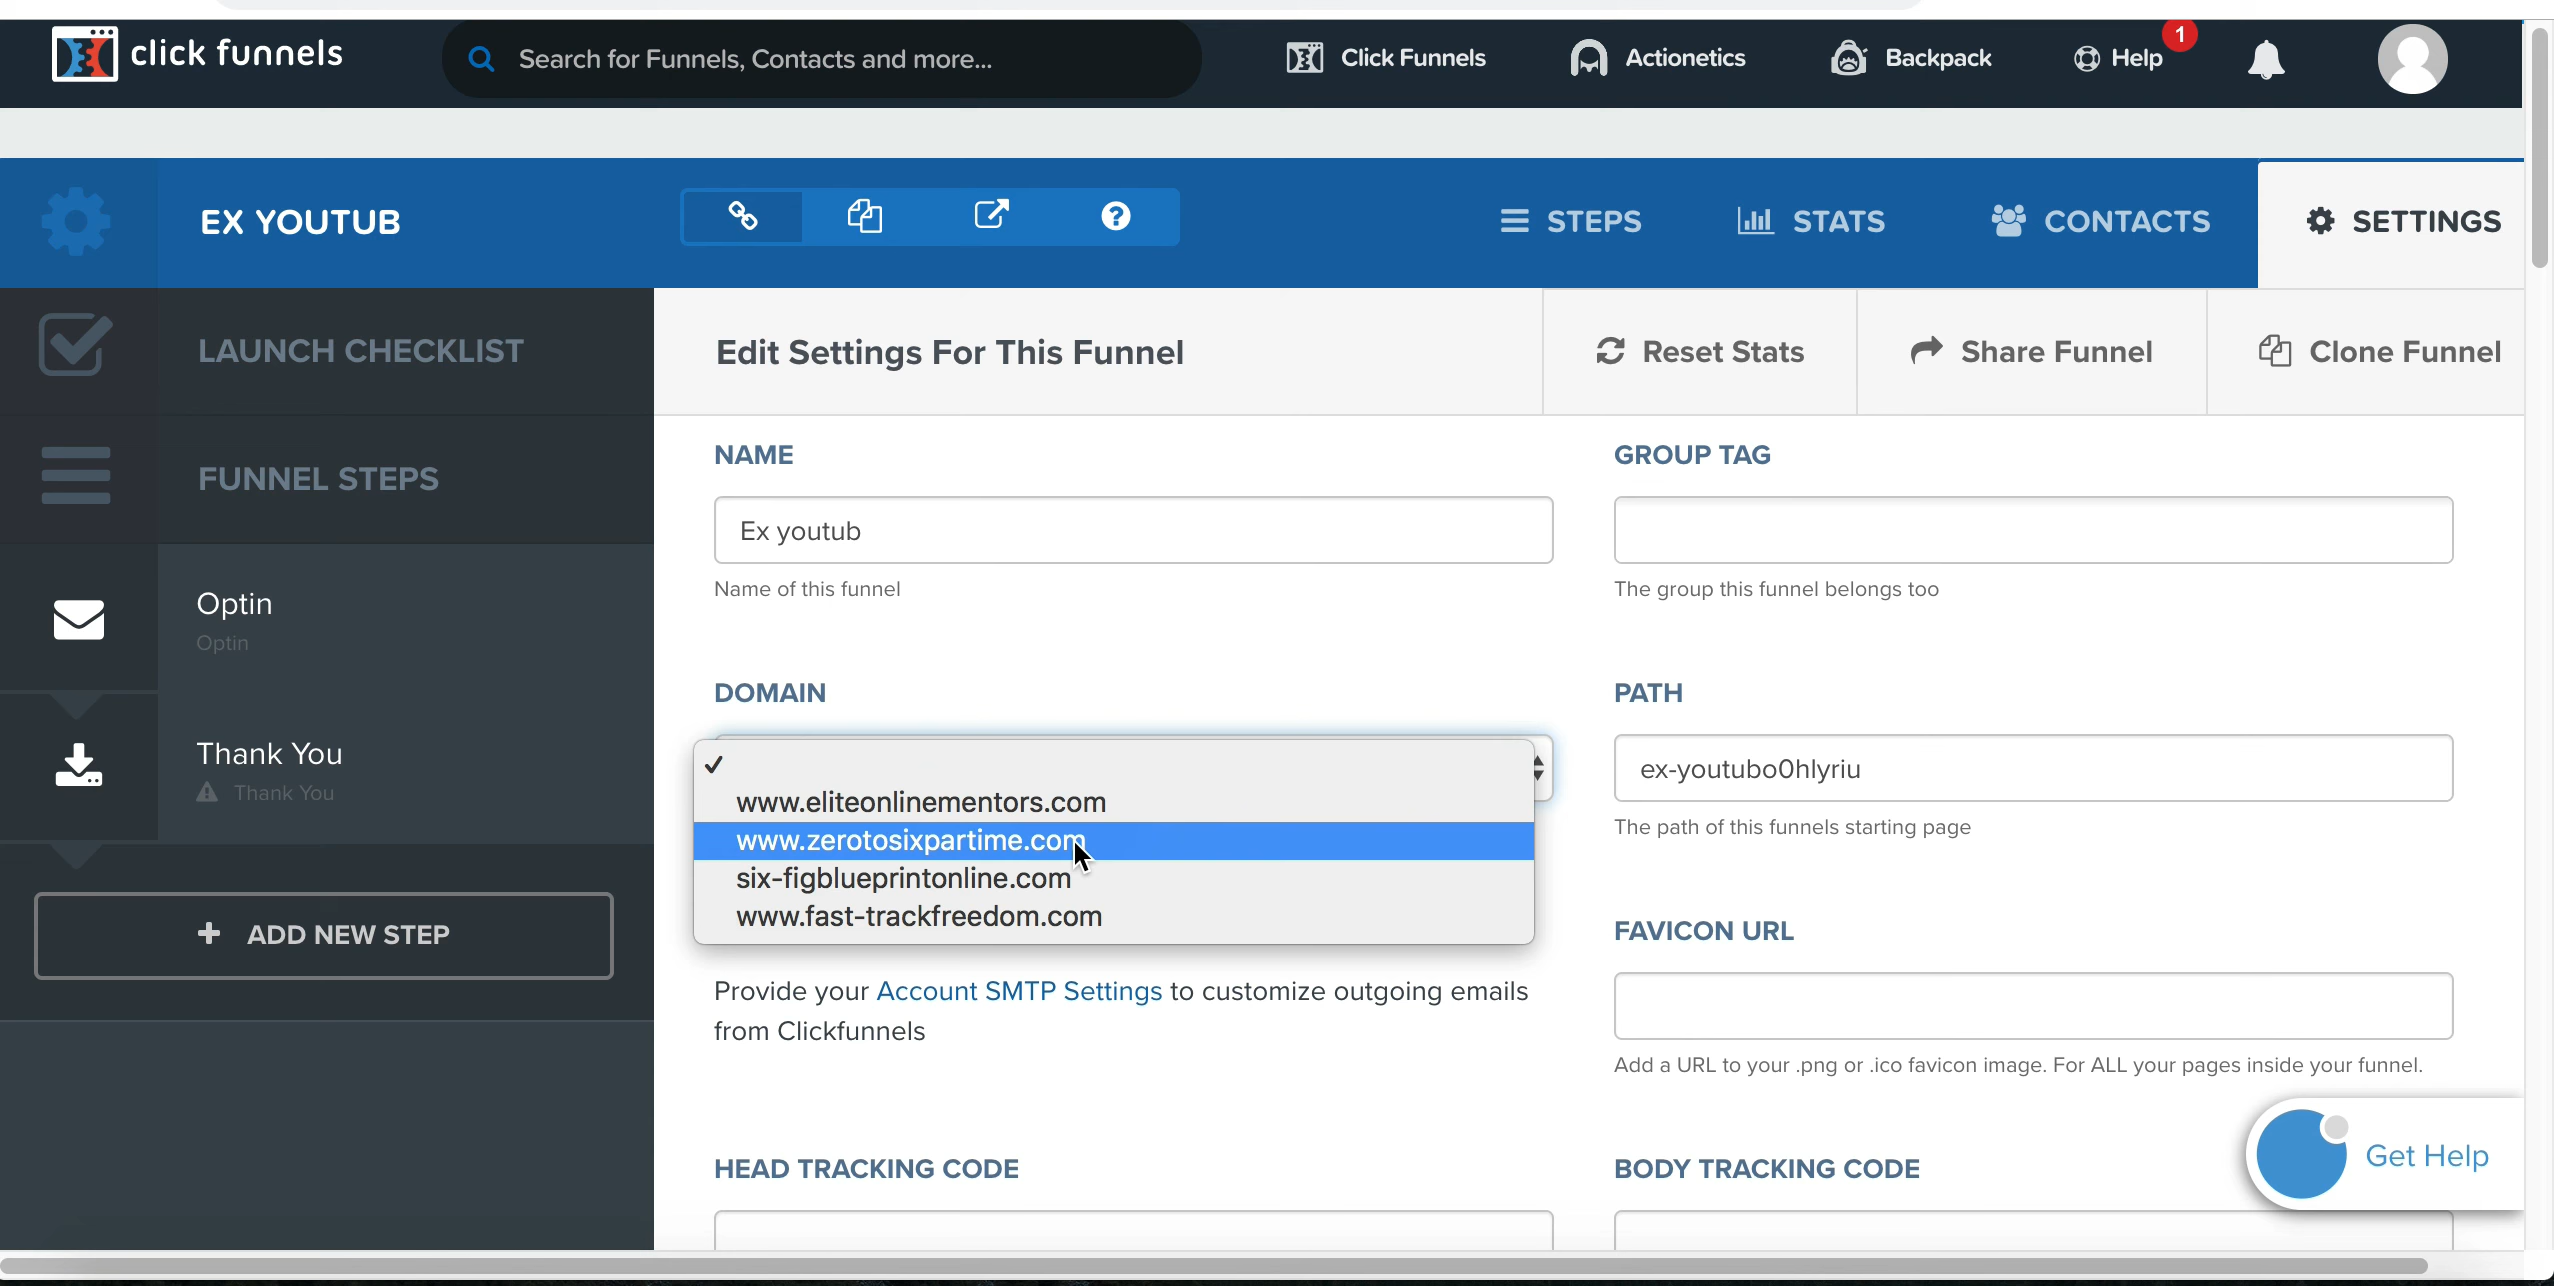 click funnels
Search for Funnels, Contacts and more...
Click Funnels
Actionetics
Backpack
Help
1
EX YOUTUB
STEPS
STATS
CONTACTS
SETTINGS
LAUNCH CHECKLIST
FUNNEL STEPS
Optin
Optin
Thank You
Thank You
+ ADD NEW STEP
Edit Settings For This Funnel
Reset Stats
Share Funnel
Clone Funnel
NAME
Ex youtub
Name of this funnel
GROUP TAG
The group this funnel belongs too
DOMAIN
www.eliteonlinementors.com
www.zerotosixpartime.com
six-figblueprintonline.com
www.fast-trackfreedom.com
Provide your Account SMTP Settings to customize outgoing emails
from Clickfunnels
PATH
ex-youtubo0hlyriu
The path of this funnels starting page
FAVICON URL
Add a URL to your .png or .ico favicon image. For ALL your pages inside your funnel.
HEAD TRACKING CODE
BODY TRACKING CODE
Get Help